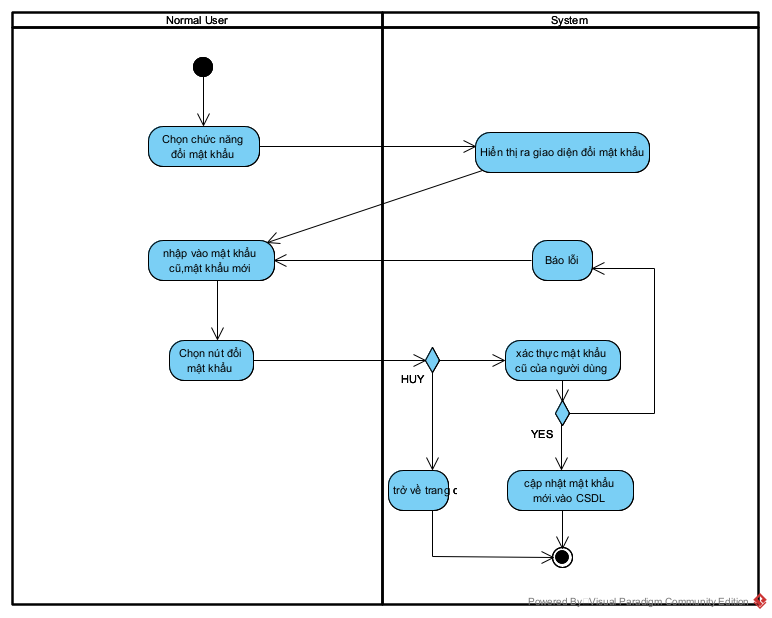 Normal User
System
Chọn chức năng
đổi mật khẩu
Hiển thị ra giao diện đổi mật khẩu
nhập vào mật khẩu
cũ,mật khẩu mới
Báo lỗi
Chọn nút đổi
mật khẩu
xác thực mật khẩu
cũ của người dùng
HUY
YES
trở về trang
cập nhật mật khẩu
mới.vào CSDL
Powered By Visual Paradigm Community Edition